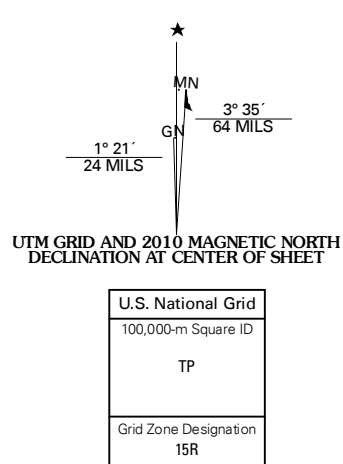 ★
MN
3° 35´
64 MILS
GN
1° 21´
24 MILS
UTM GRID AND 2010 MAGNETIC NORTH
DECLINATION AT CENTER OF SHEET
U.S. National Grid
100,000-m Square ID
TP
Grid Zone Designation
15R